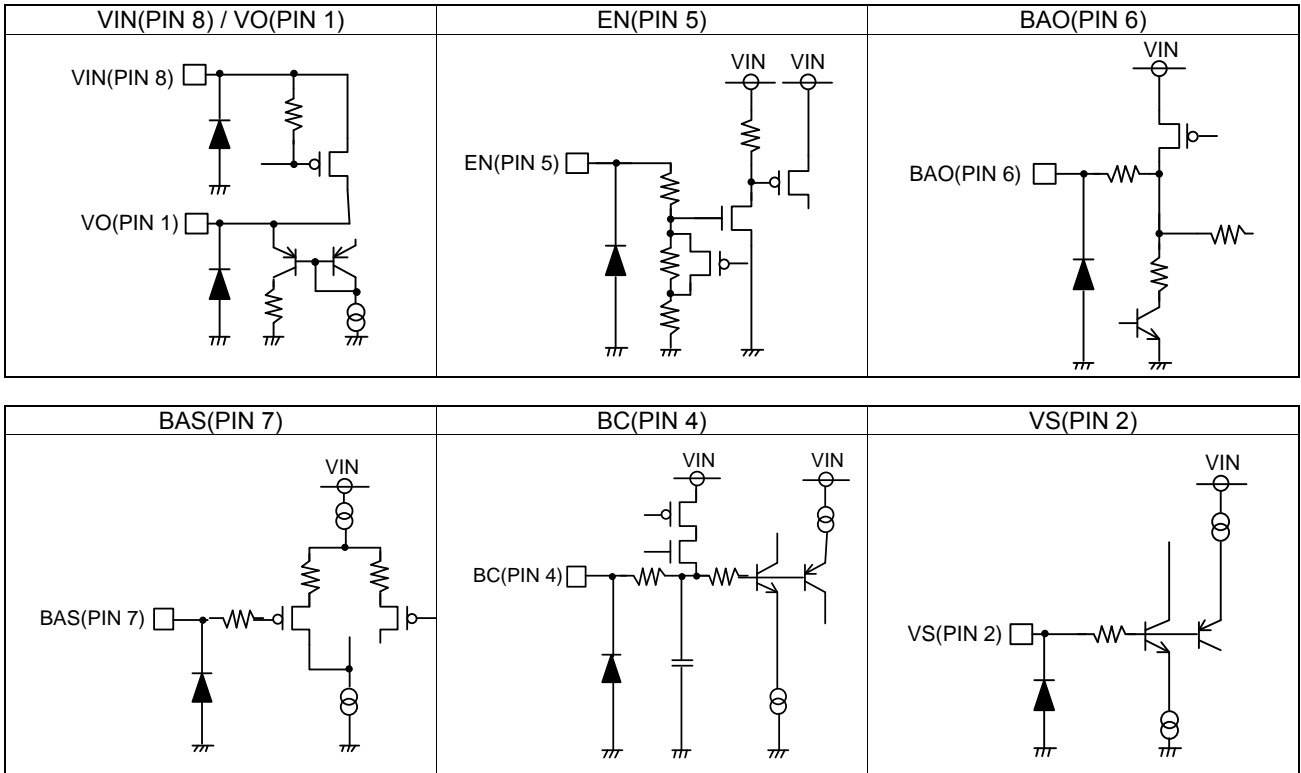 VIN(PIN 8) / VO(PIN 1)
VIN(PIN 8)
VO(PIN 1)
EN(PIN 5)
VIN
VIN
EN(PIN 5)
BAO(PIN 6)
VIN
BAO(PIN 6)
BAS(PIN 7)
VIN
BAS(PIN 7)
BC(PIN 4)
VIN
VIN
BC(PIN 4)
VS(PIN 2)
VIN
VS(PIN 2)